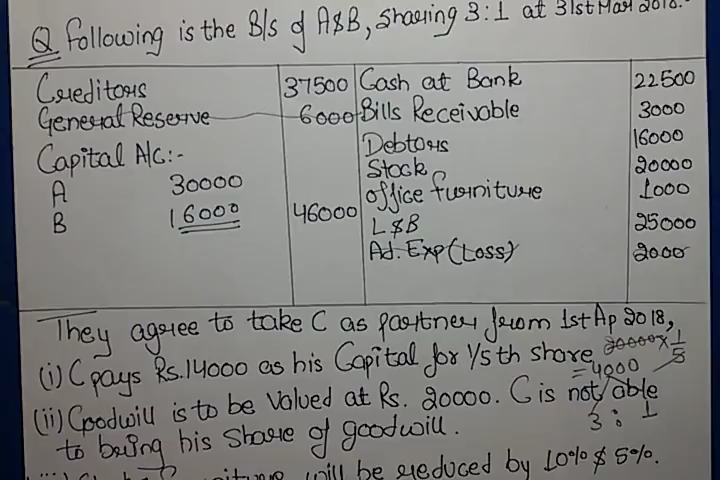 Q Following is the B/s of A&B, Sharing 3:1 at 31st Mar 2018.
Creditors 37500 Cash at Bank 22500
General Reserve 6000 Bills Receivable 3000
Debtors 16000
Capital A/C:- Stock 20000
A 30000 Office Furniture 1000
B 16000 46000 L&B 25000
Ad. Exp (Loss) 2000
They agree to take C as partner from 1st Ap 2018,
(i) C pays Rs. 14000 as his Capital for 1/5 th share 20000 x 1/5
= 4000
(ii) Goodwill is to be Valued at Rs. 20000. C is not able
3 : 1
to bring his Share of goodwill.
will be reduced by 10% & 5%.